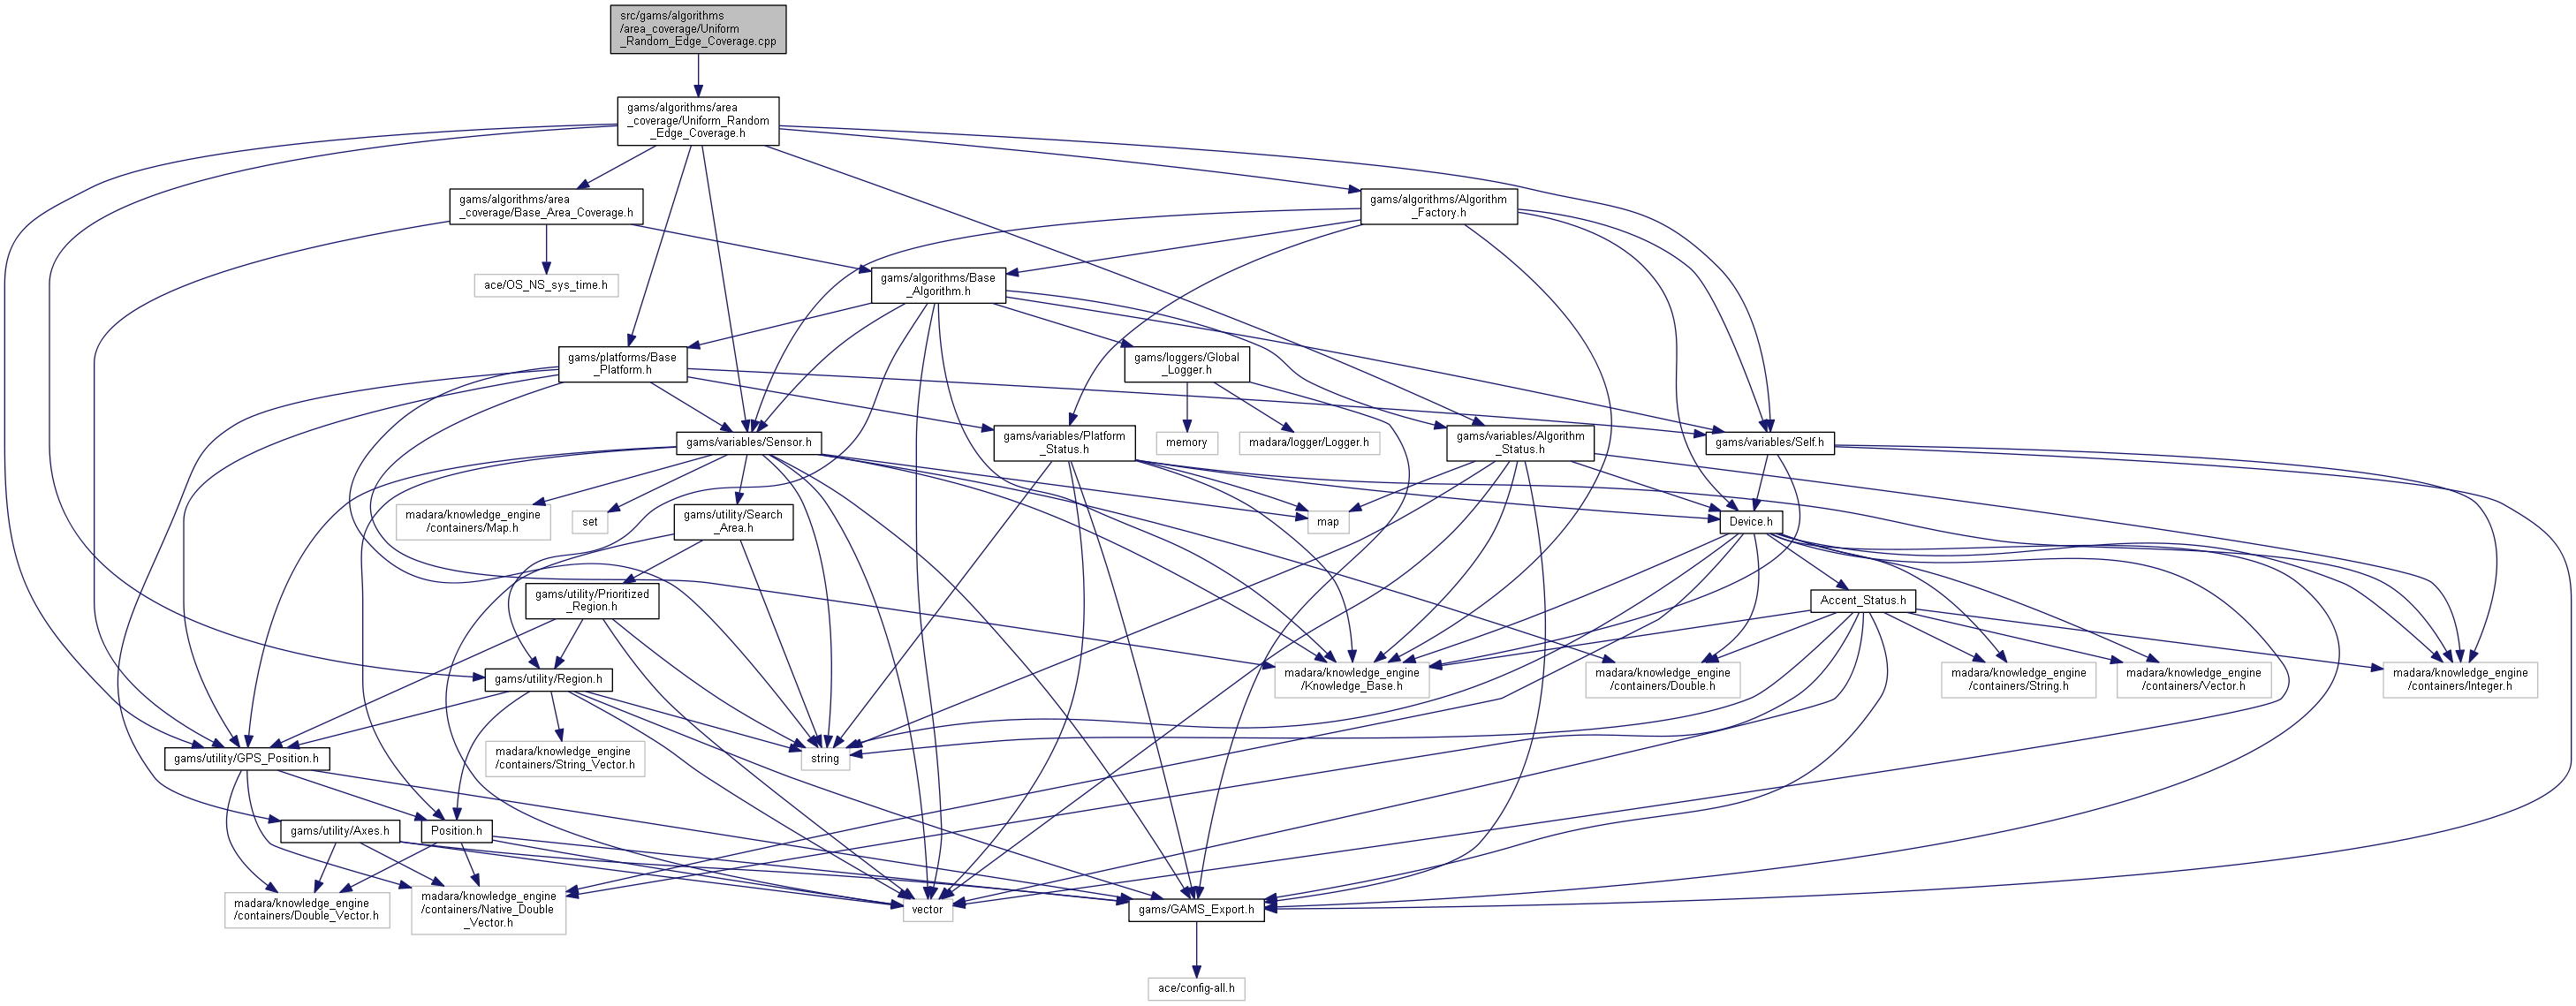 src/gams/algorithms
/area_coverage/Uniform
_Random_Edge_Coverage.cpp
gams/algorithms/area
_coverage/Uniform_Random
_Edge_Coverage.h
gams/algorithms/area
_coverage/Base_Area_Coverage.h
gams/algorithms/Algorithm
_Factory.h
ace/OS_NS_sys_time.h
gams/algorithms/Base
_Algorithm.h
gams/platforms/Base
_Platform.h
gams/loggers/Global
_Logger.h
gams/variables/Sensor.h
gams/variables/Platform
_Status.h
memory
madara/logger/Logger.h
gams/variables/Algorithm
_Status.h
gams/variables/Self.h
madara/knowledge_engine
/containers/Map.h
set
gams/utility/Search
_Area.h
map
Device.h
gams/utility/Prioritized
_Region.h
Accent_Status.h
gams/utility/Region.h
madara/knowledge_engine
/Knowledge_Base.h
madara/knowledge_engine
/containers/Double.h
madara/knowledge_engine
/containers/String.h
madara/knowledge_engine
/containers/Vector.h
madara/knowledge_engine
/containers/Integer.h
gams/utility/GPS_Position.h
madara/knowledge_engine
/containers/String_Vector.h
string
gams/utility/Axes.h
Position.h
madara/knowledge_engine
/containers/Double_Vector.h
madara/knowledge_engine
/containers/Native_Double
_Vector.h
vector
gams/GAMS_Export.h
ace/config-all.h